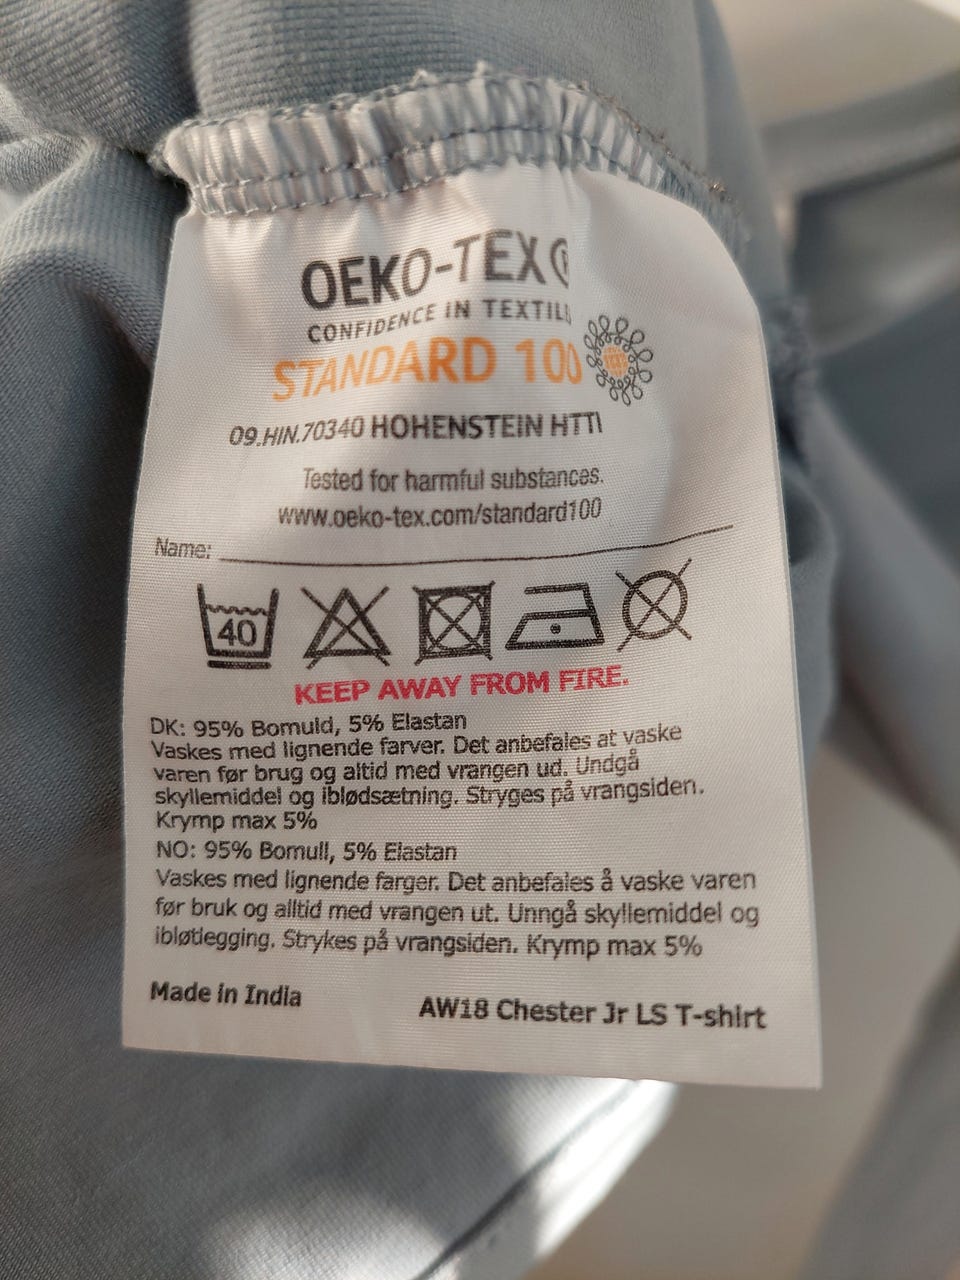 OEKO-TEX®
CONFIDENCE IN TEXTIL
STANDARD 100
09.HIN.70340 HOHENSTEIN HTTI
Tested for harmful substances.
www.oeko-tex.com/standard100
Name:
40
KEEP AWAY FROM FIRE.
DK: 95% Bomuld, 5% Elastan
Vaskes med lignende farver. Det anbefales at vaske
varen før brug og altid med vrangen ud. Undgå
skyllemiddel og iblødsætning. Stryges på vrangsiden.
Krymp max 5%
NO: 95% Bomull, 5% Elastan
Vaskes med lignende farger. Det anbefales å vaske varen
før bruk og alltid med vrangen ut. Unngå skyllemiddel og
ibløtlegging. Strykes på vrangsiden. Krymp max 5%
Made in India
AW18 Chester Jr LS T-shirt